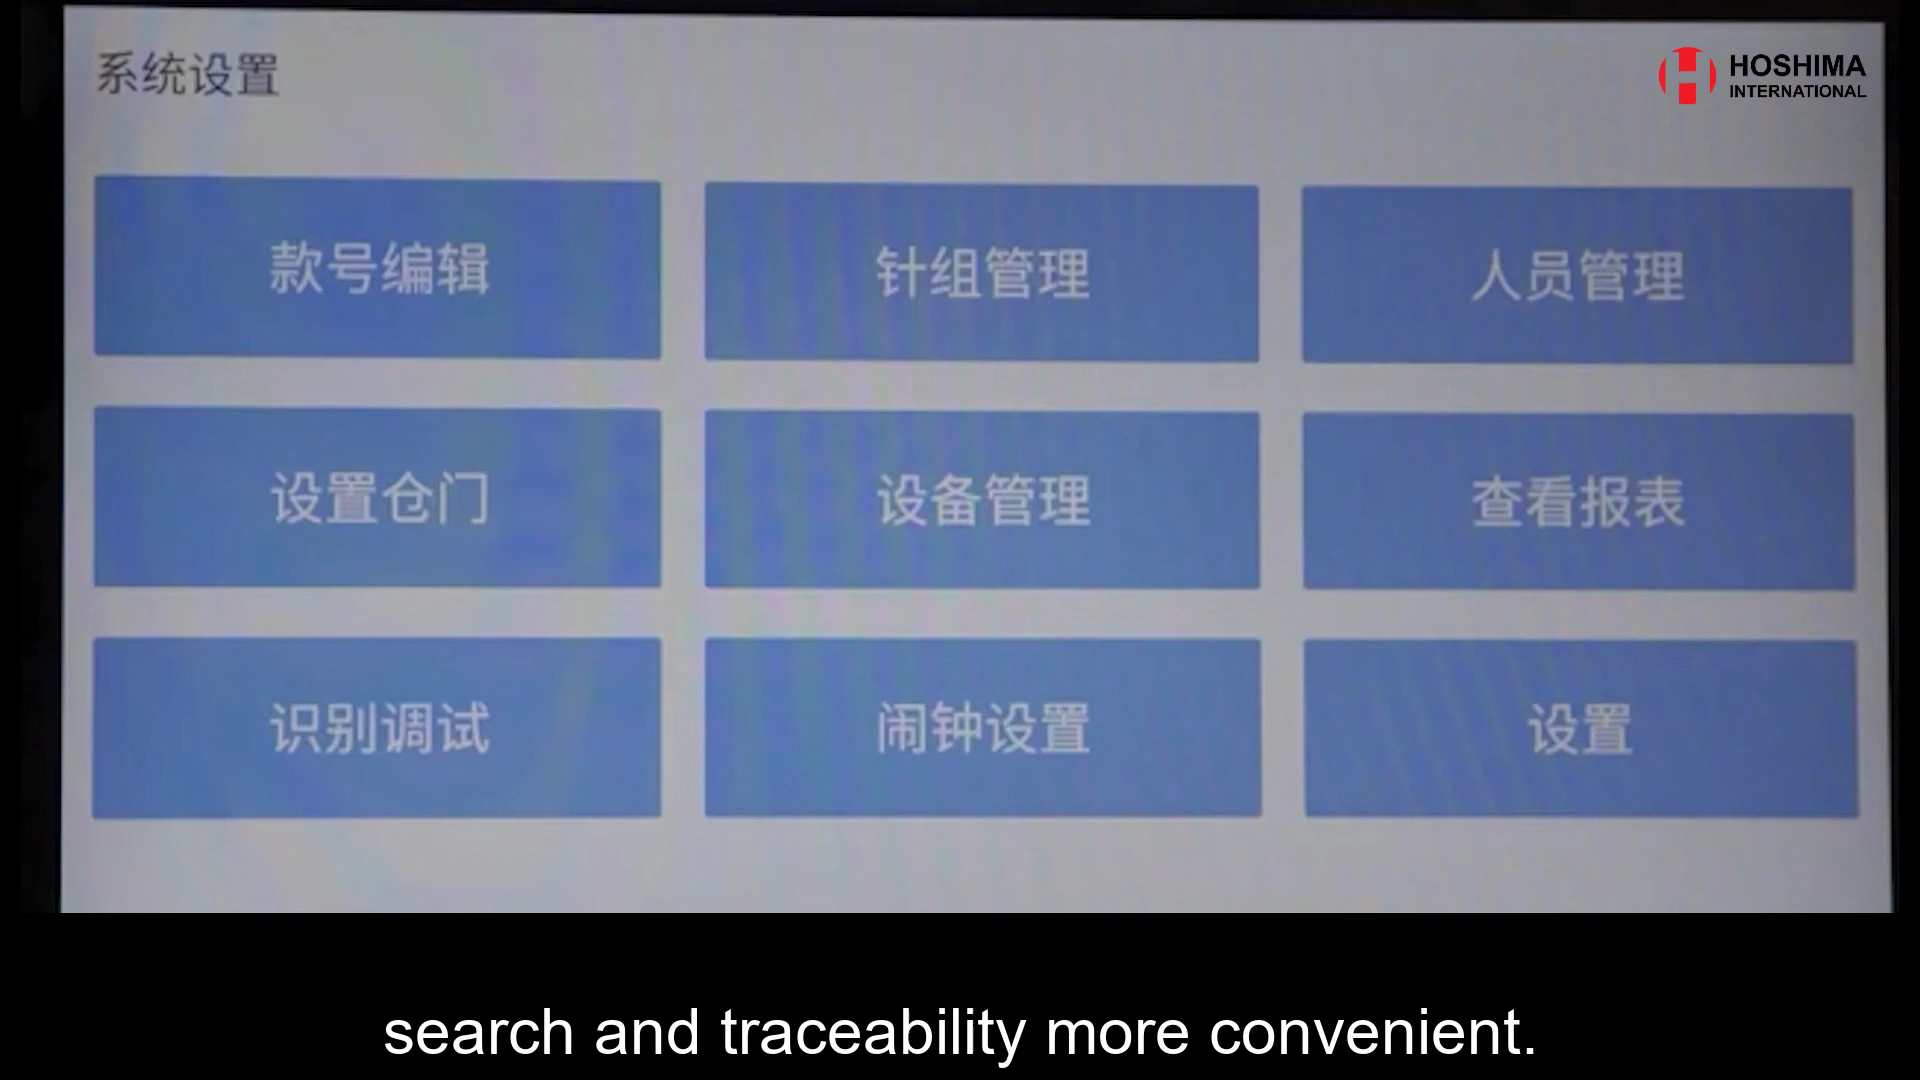 系统设置
HOSHIMA
INTERNATIONAL
款号编辑
针组管理
人员管理
设置仓门
设备管理
查看报表
识别调试
闹钟设置
设置
search and traceability more convenient.